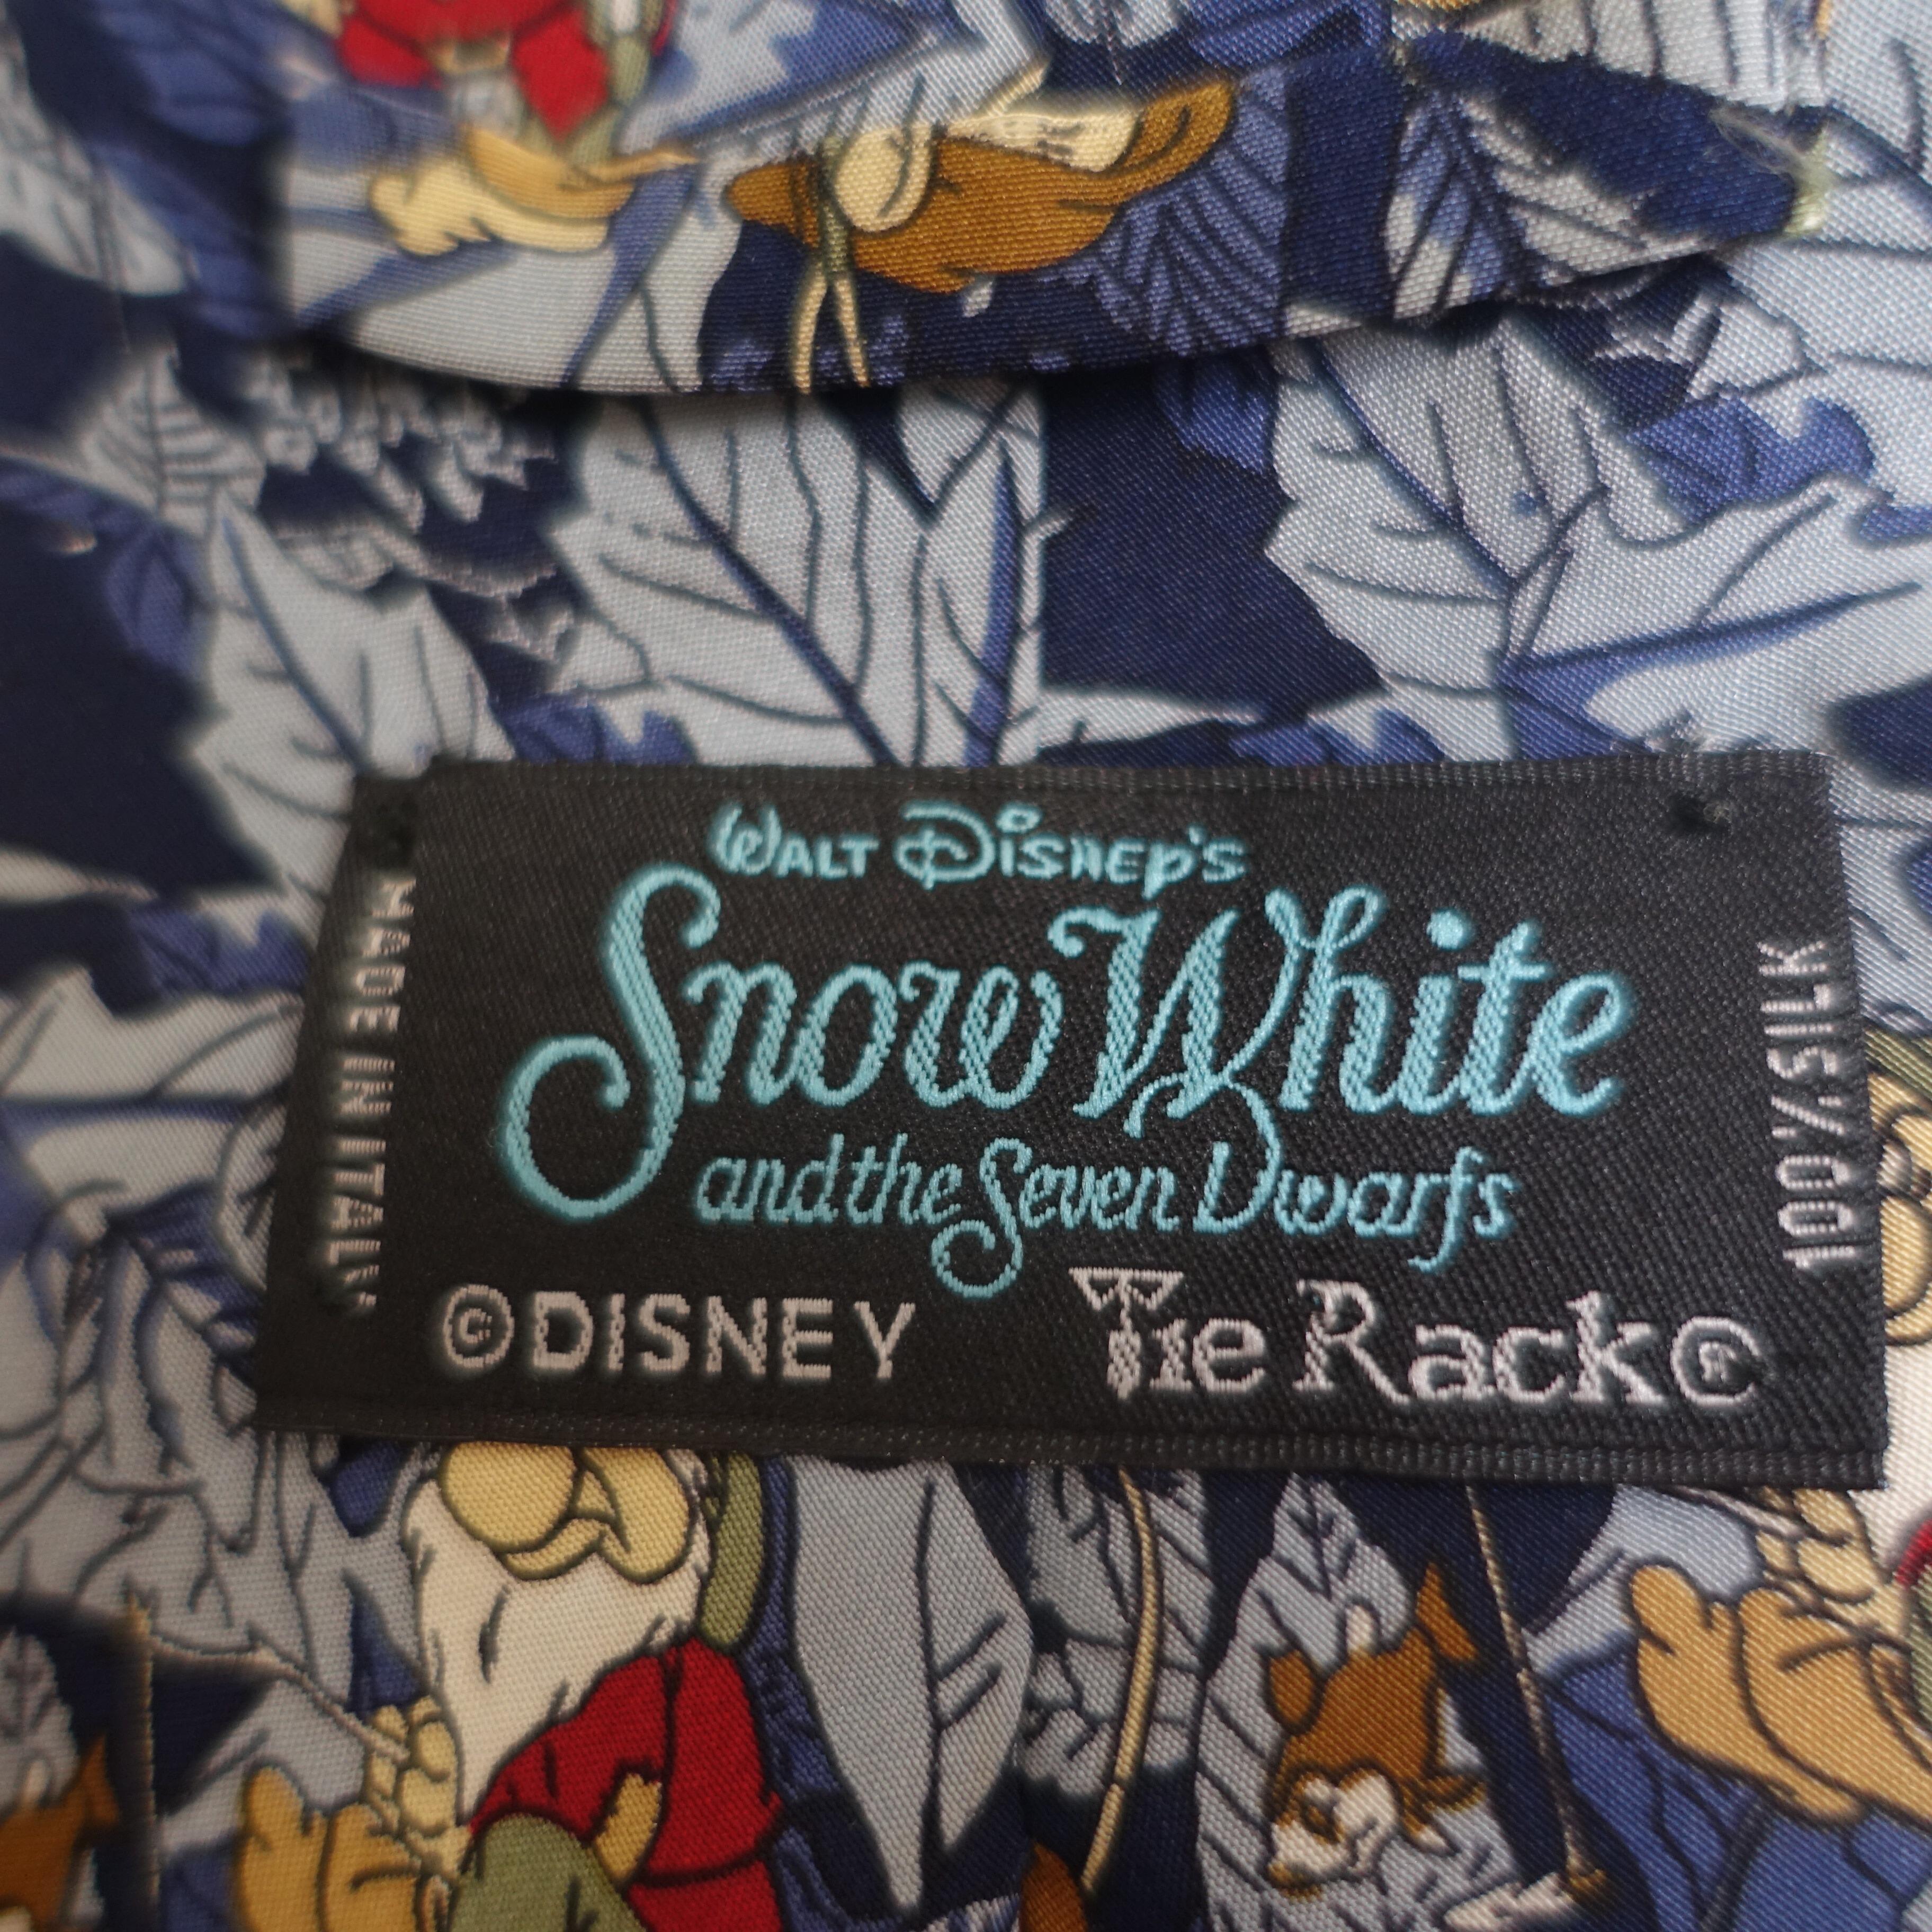 WALT DISNEY'S
Snow White
and the Seven Dwarfs
©DISNEY
Tie Rack®
MADE IN ITALY
100% SILK